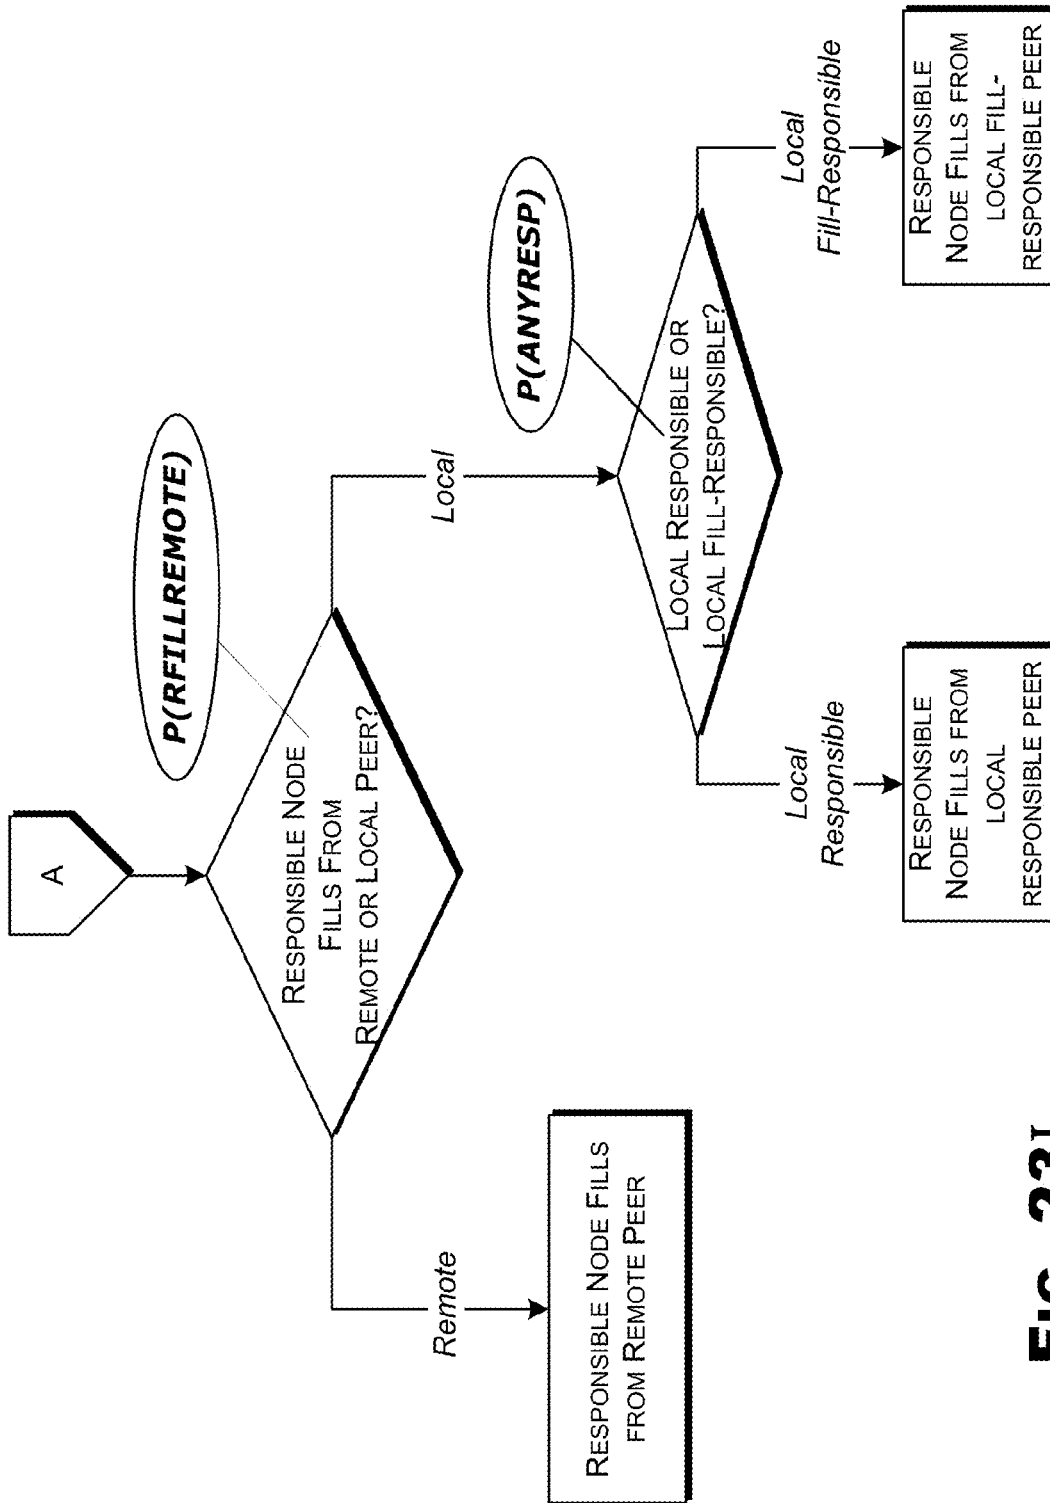 A
P(RFILLREMOTE)
RESPONSIBLE NODE
FILLS FROM
REMOTE OR LOCAL PEER?
Remote
Local
RESPONSIBLE NODE FILLS
FROM REMOTE PEER
P(ANYRESP)
LOCAL RESPONSIBLE OR
LOCAL FILL-RESPONSIBLE?
Local
Responsible
Local
Fill-Responsible
RESPONSIBLE
NODE FILLS FROM
LOCAL
RESPONSIBLE PEER
RESPONSIBLE
NODE FILLS FROM
LOCAL FILL-
RESPONSIBLE PEER
FIG.